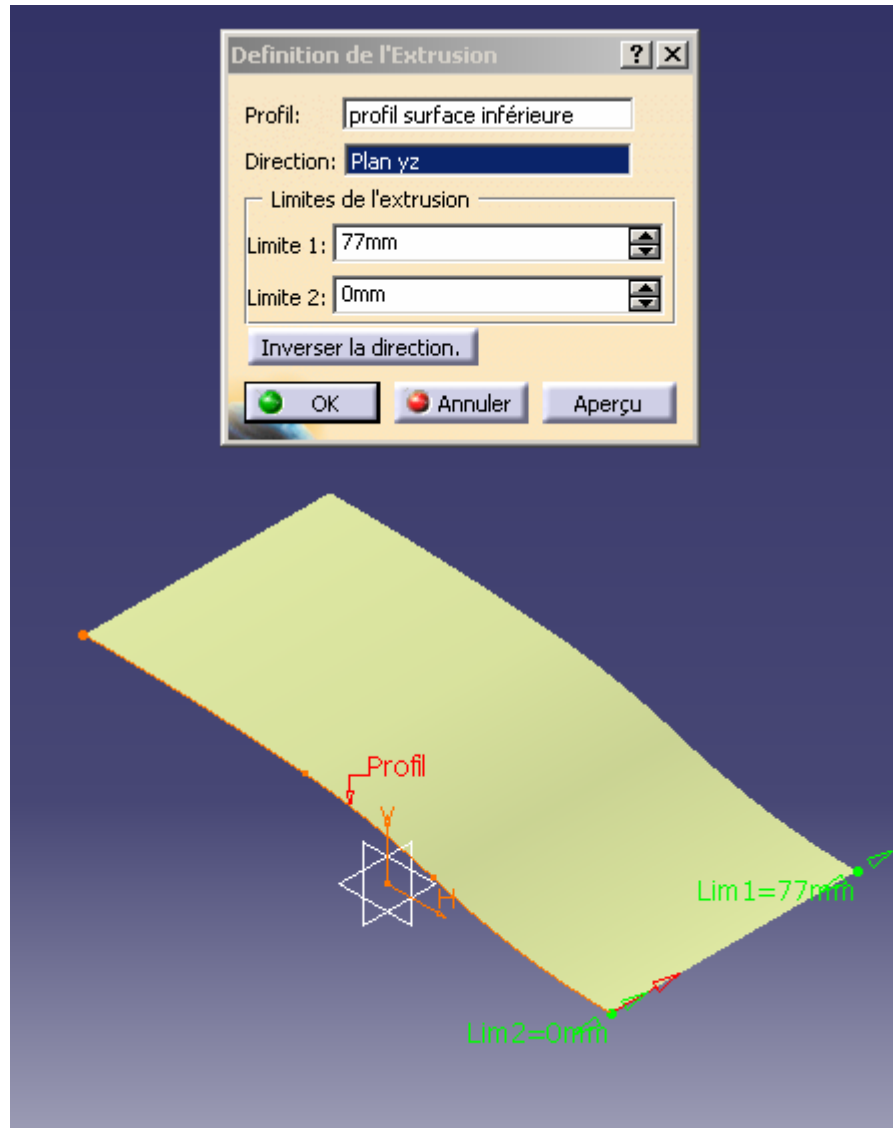 Definition de l'Extrusion
Profil: profil surface inférieure
Direction: Plan yz
Limites de l'extrusion
Limite 1: 77mm
Limite 2: 0mm
Inverser la direction.
OK Annuler Aperçu
Profil
V
H
Lim1=77mm
Lim2=0mm